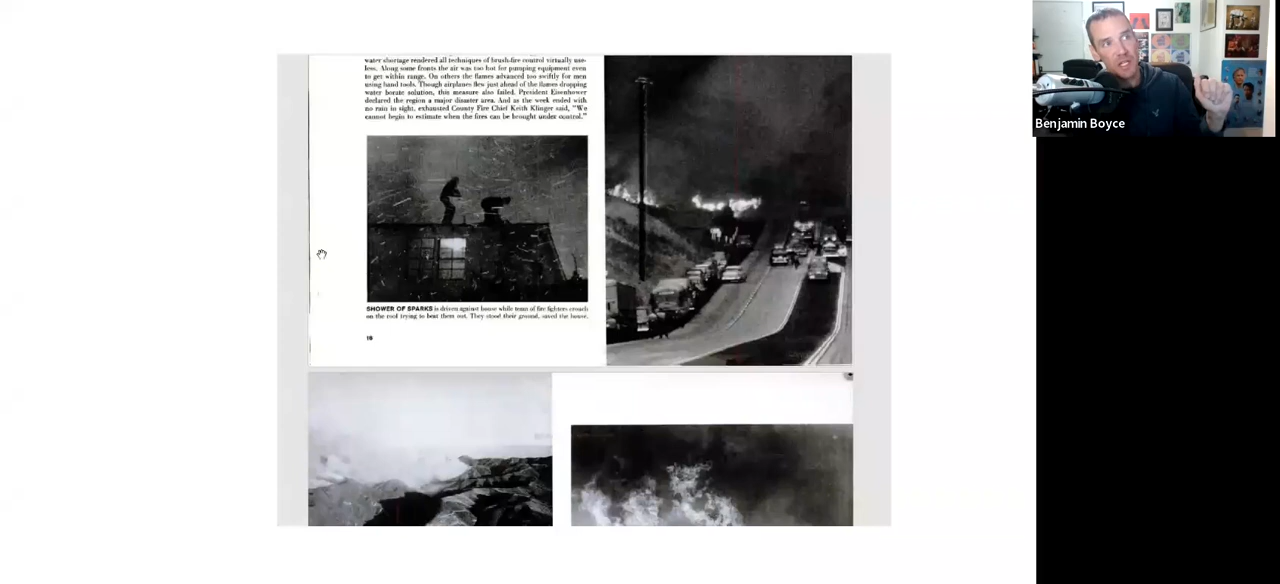 water shortage rendered all techniques of brush-fire control virtually use-
less. Along some fronts the air was too hot for pumping equipment even
to get within range. On others the flames advanced too swiftly for men
using hand tools. Though airplanes flew just ahead of the flames dropping
water borate solution, this measure also failed. President Eisenhower
declared the region a major disaster area. And as the week ended with
no rain in sight, exhausted County Fire Chief Keith Klinger said, "We
cannot begin to estimate when the fires can be brought under control."
SHOWER OF SPARKS is driven against house while team of fire fighters crouch
on the roof trying to beat them out. They stood their ground, saved the house.
Benjamin Boyce